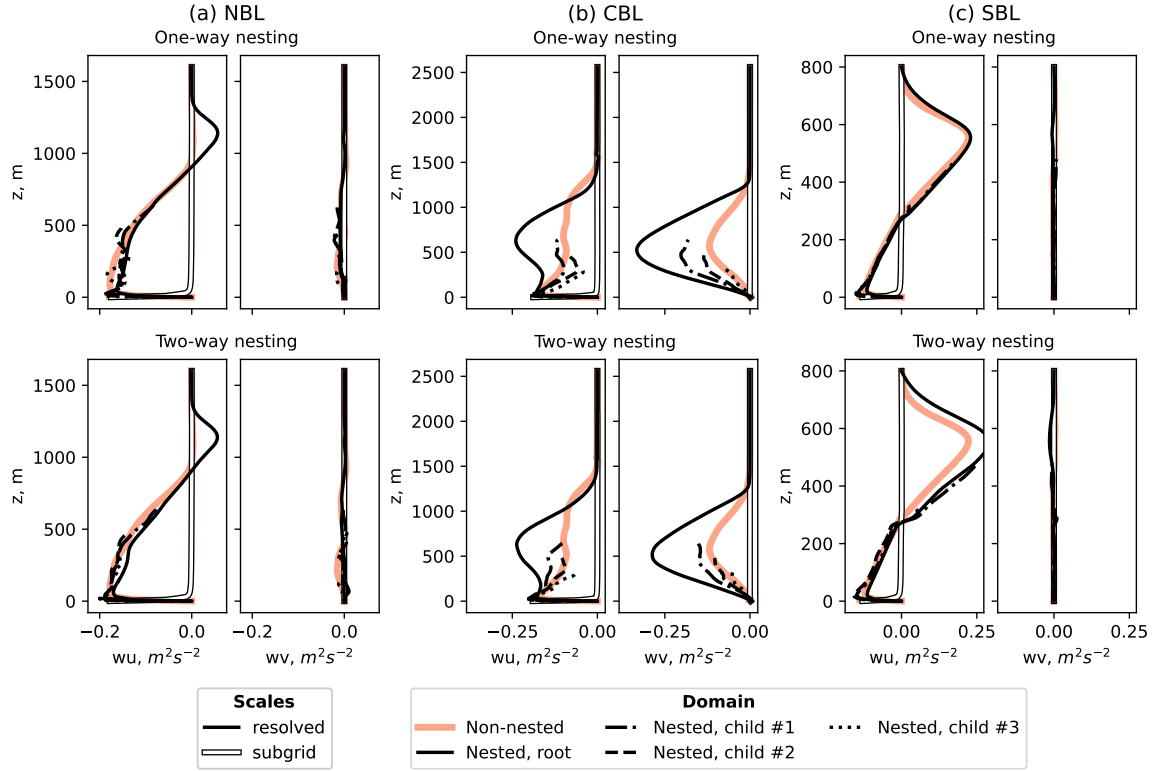 (a) NBL (b) CBL (c) SBL
One-way nesting One-way nesting One-way nesting
1500 2500 800
1000 2000 600
500 1500 400
0 1000 200
500 0
0
z, m z, m z, m
Two-way nesting Two-way nesting Two-way nesting
1500 2500 800
1000 2000 600
500 1500 400
0 1000 200
500 0
0
z, m z, m z, m
−0.2 0.0 −0.2 0.0 −0.25 0.00 −0.25 0.00 0.00 0.25 0.00 0.25
wu, m²s⁻² wv, m²s⁻² wu, m²s⁻² wv, m²s⁻² wu, m²s⁻² wv, m²s⁻²
Scales
resolved
subgrid
Domain
Non-nested Nested, child #1 Nested, child #3
Nested, root Nested, child #2